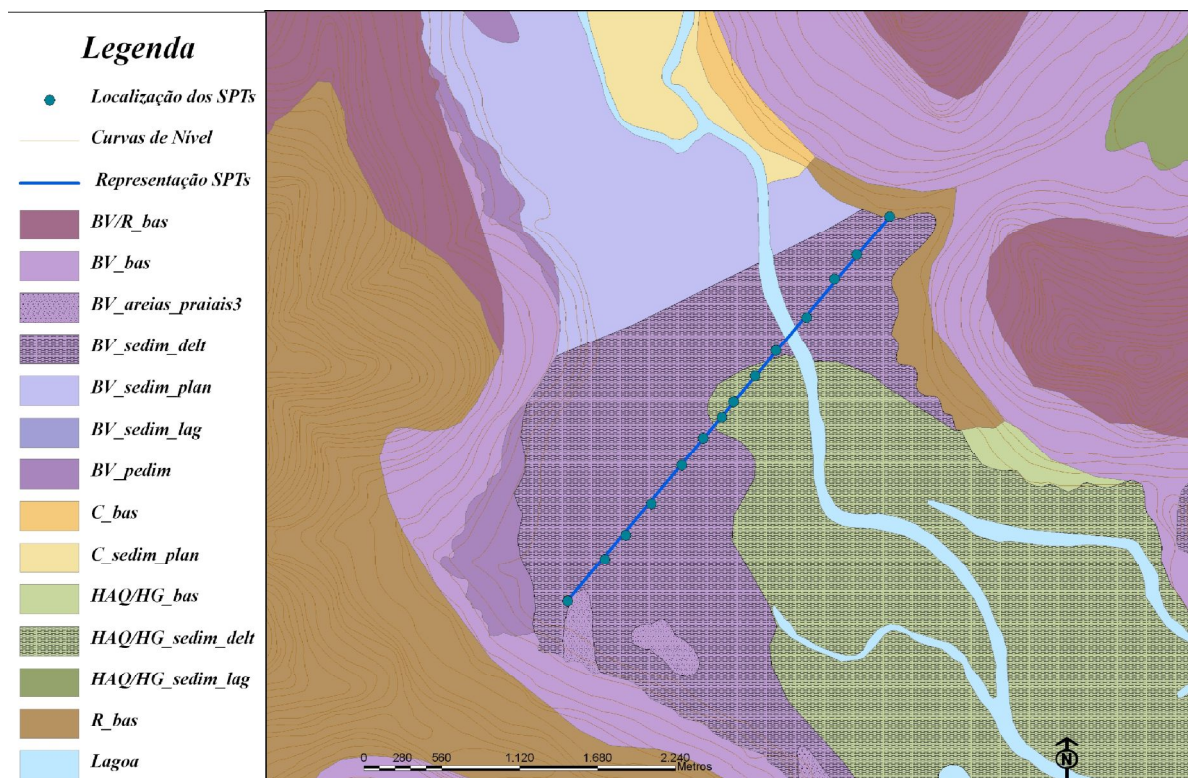 Legenda
Localização dos SPTs
Curvas de Nível
Representação SPTs
BV/R_bas
BV_bas
BV_areias_praiais3
BV_sedim_delt
BV_sedim_plan
BV_sedim_lag
BV_pedim
C_bas
C_sedim_plan
HAQ/HG_bas
HAQ/HG_sedim_delt
HAQ/HG_sedim_lag
R_bas
Lagoa
0 280 560 1.120 1.680 2.240
Metros
N